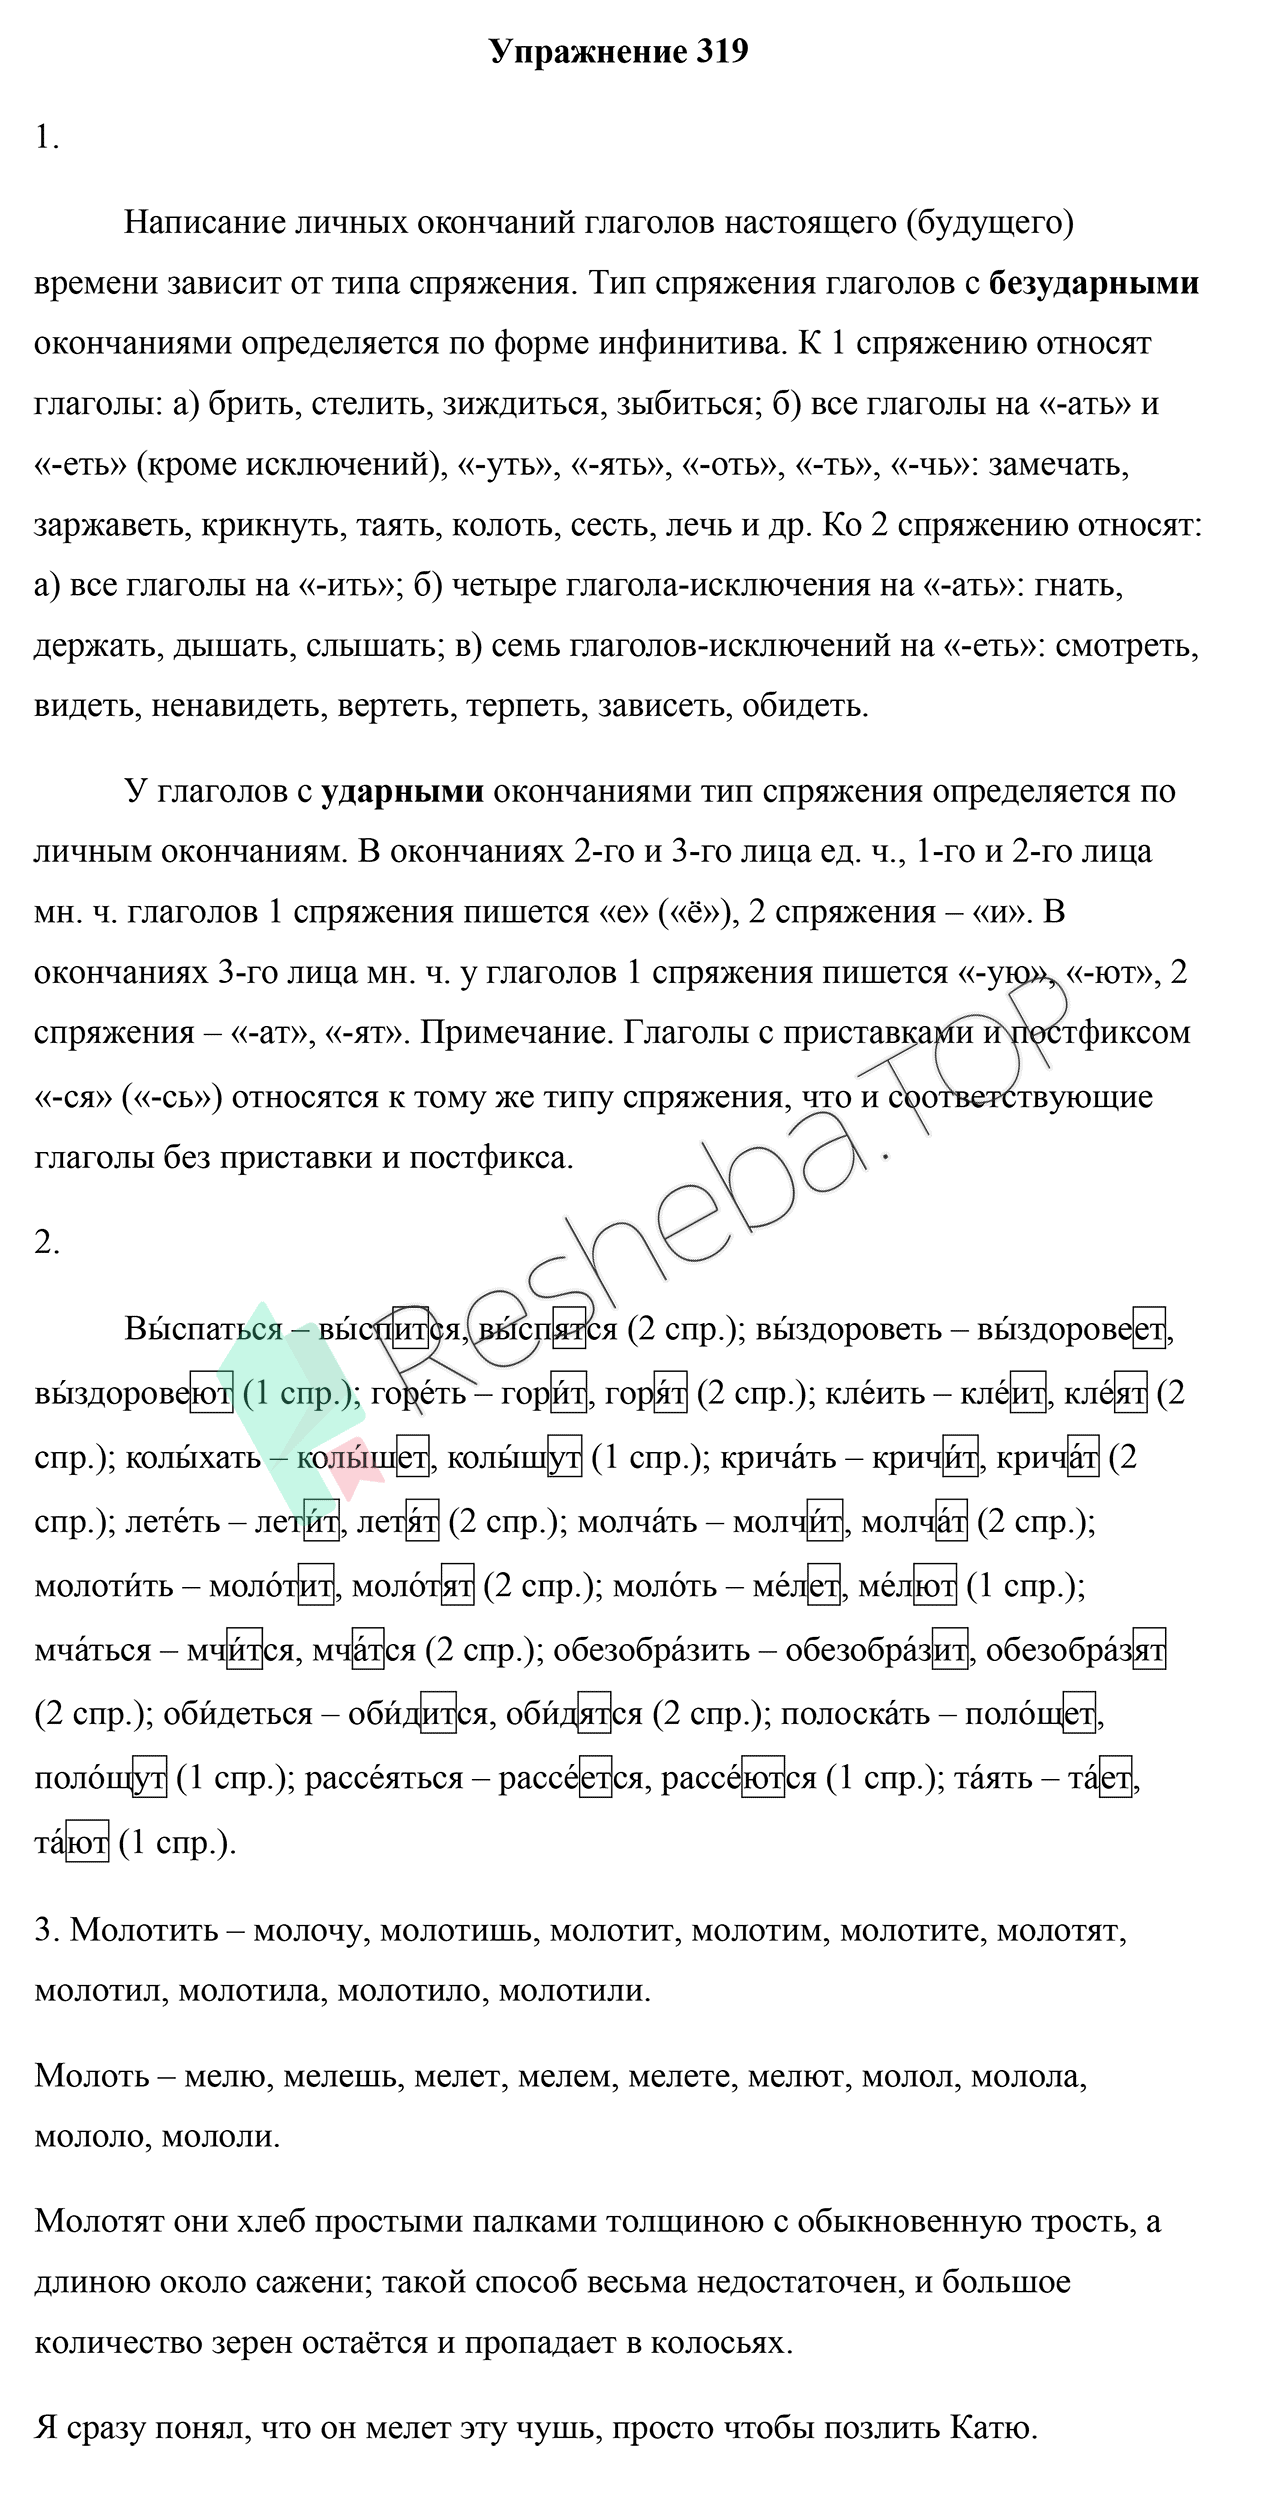 Упражнение 319
1.
Написание личных окончаний глаголов настоящего (будущего)
времени зависит от типа спряжения. Тип спряжения глаголов с безударными
окончаниями определяется по форме инфинитива. К 1 спряжению относят
глаголы: а) брить, стелить, зиждиться, зыбиться; б) все глаголы на «-ать» и
«-еть» (кроме исключений), «-уть», «-ять», «-оть», «-ть», «-чь»: замечать,
заржаветь, крикнуть, таять, колоть, сесть, лечь и др. Ко 2 спряжению относят:
а) все глаголы на «-ить»; б) четыре глагола-исключения на «-ать»: гнать,
держать, дышать, слышать; в) семь глаголов-исключений на «-еть»: смотреть,
видеть, ненавидеть, вертеть, терпеть, зависеть, обидеть.
У глаголов с ударными окончаниями тип спряжения определяется по
личным окончаниям. В окончаниях 2-го и 3-го лица ед. ч., 1-го и 2-го лица
мн. ч. глаголов 1 спряжения пишется «е» («ё»), 2 спряжения – «и». В
окончаниях 3-го лица мн. ч. у глаголов 1 спряжения пишется «-ую», «-ют», 2
спряжения – «-ат», «-ят». Примечание. Глаголы с приставками и постфиксом
«-ся» («-сь») относятся к тому же типу спряжения, что и соответствующие
глаголы без приставки и постфикса.
Resheba.TOP
2.
Вы́спаться – вы́спится, вы́спятся (2 спр.); вы́здороветь – вы́здоровеет,
вы́здоровеют (1 спр.); горе́ть – гори́т, горя́т (2 спр.); кле́ить – кле́ит, кле́ят (2
спр.); колы́хать – колы́шет, колы́шут (1 спр.); крича́ть – кричи́т, крича́т (2
спр.); лете́ть – лети́т, летя́т (2 спр.); молча́ть – молчи́т, молча́т (2 спр.);
молоти́ть – моло́тит, моло́тят (2 спр.); моло́ть – ме́лет, ме́лют (1 спр.);
мча́ться – мчи́тся, мча́тся (2 спр.); обезобра́зить – обезобра́зит, обезобра́зят
(2 спр.); оби́деться – оби́дится, оби́дятся (2 спр.); полоска́ть – поло́щет,
поло́щут (1 спр.); рассе́яться – рассе́ется, рассе́ются (1 спр.); та́ять – та́ет,
та́ют (1 спр.).
3. Молотить – молочу, молотишь, молотит, молотим, молотите, молотят,
молотил, молотила, молотило, молотили.
Молоть – мелю, мелешь, мелет, мелем, мелете, мелют, молол, молола,
мололо, мололи.
Молотят они хлеб простыми палками толщиною с обыкновенную трость, а
длиною около сажени; такой способ весьма недостаточен, и большое
количество зерен остаётся и пропадает в колосьях.
Я сразу понял, что он мелет эту чушь, просто чтобы позлить Катю.